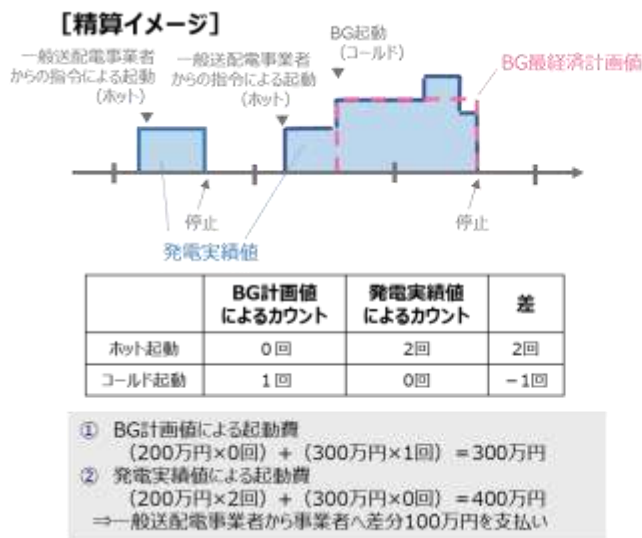 ［精算イメージ］
一般送配電事業者
からの指令による起動
（ホット）
一般送配電事業者
からの指令による起動
（ホット）
BG起動
（コールド）
BG最経済計画値
停止
停止
発電実績値
BG計画値
によるカウント
発電実績値
によるカウント
差
ホット起動 0回 2回 2回
コールド起動 1回 0回 −1回
① BG計画値による起動費
（200万円×0回）＋（300万円×1回）＝300万円
② 発電実績値による起動費
（200万円×2回）＋（300万円×0回）＝400万円
⇒一般送配電事業者から事業者へ差分100万円を支払い